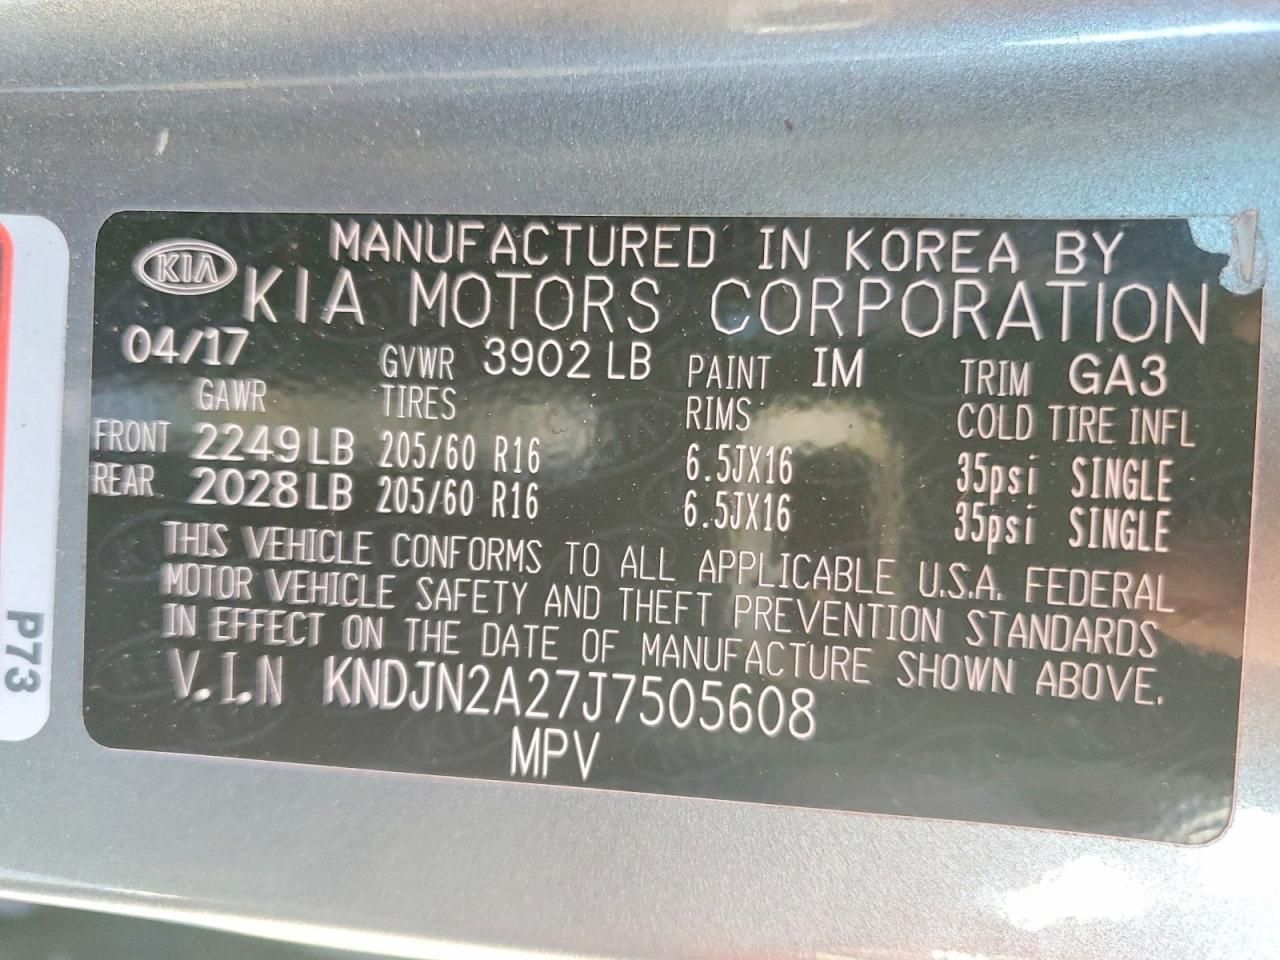 MANUFACTURED IN KOREA BY
KIA KIA MOTORS CORPORATION
04/17 GVWR 3902 LB PAINT IM TRIM GA3
GAWR TIRES RIMS COLD TIRE INFL
FRONT 2249 LB 205/60 R16 6.5JX16 35psi SINGLE
REAR 2028 LB 205/60 R16 6.5JX16 35psi SINGLE
THIS VEHICLE CONFORMS TO ALL APPLICABLE U.S.A. FEDERAL
MOTOR VEHICLE SAFETY AND THEFT PREVENTION STANDARDS
IN EFFECT ON THE DATE OF MANUFACTURE SHOWN ABOVE.
V.I.N KNDJN2A27J7505608
MPV
P73